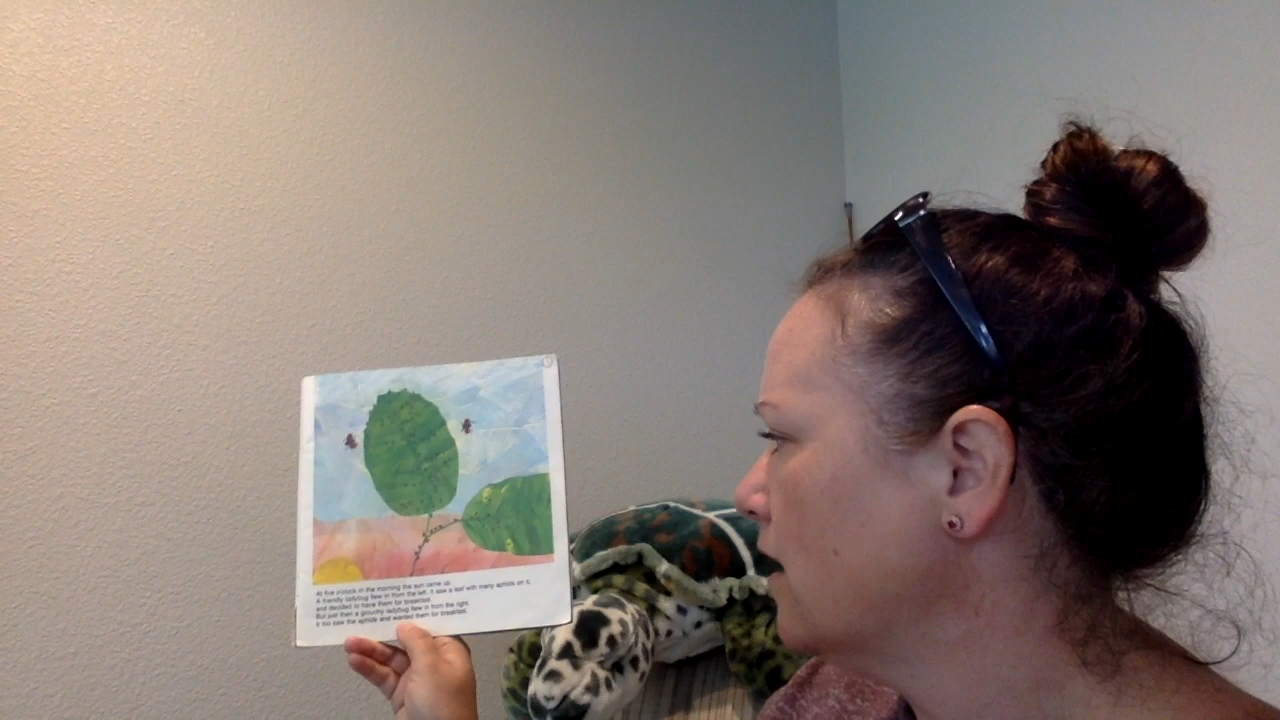 At five o'clock in the morning the sun came up.
A friendly ladybug flew in from the left. It saw a leaf with many aphids on it,
and decided to have them for breakfast.
But just then a grouchy ladybug flew in from the right.
It too saw the aphids and wanted them for breakfast.